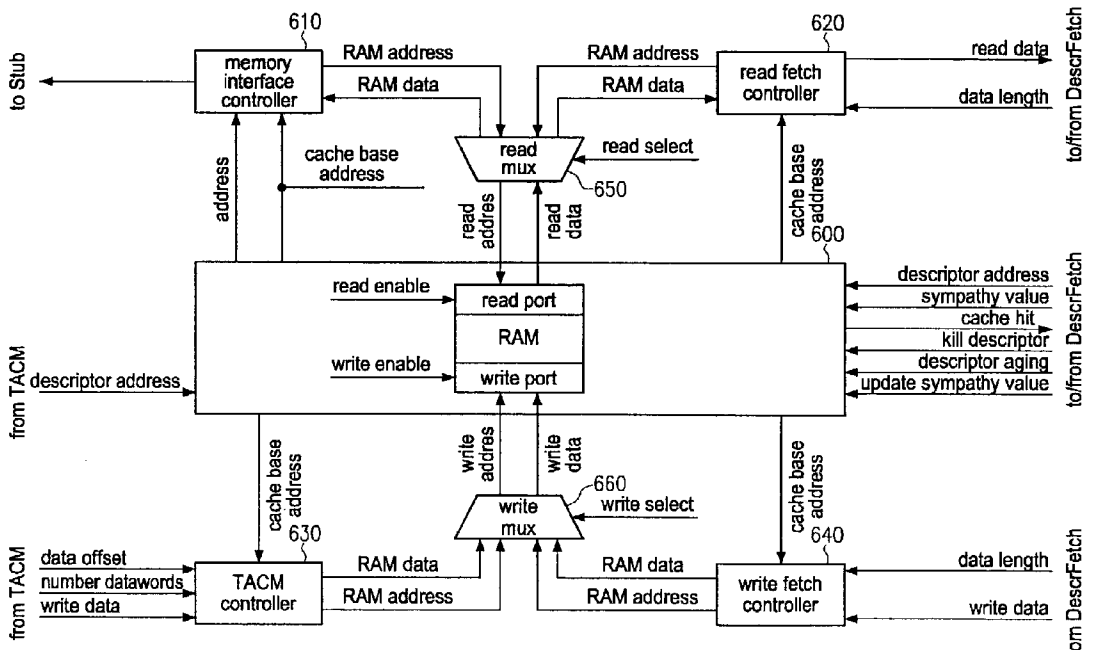 610
620
to Stub
memory
interface
controller
RAM address
RAM data
RAM address
RAM data
read fetch
controller
read data
data length
to/from DescrFetch
address
cache base
address
read
mux
read select
650
cache base
address
read addres
read data
600
read enable
read port
RAM
write enable
write port
from TACM
descriptor address
descriptor address
sympathy value
cache hit
kill descriptor
descriptor aging
update sympathy value
to/from DescrFetch
cache base
address
write addres
write data
cache base
address
660
write
mux
write select
630
640
from TACM
data offset
number datawords
write data
TACM
controller
RAM data
RAM address
RAM data
RAM address
write fetch
controller
data length
write data
om DescrFetch